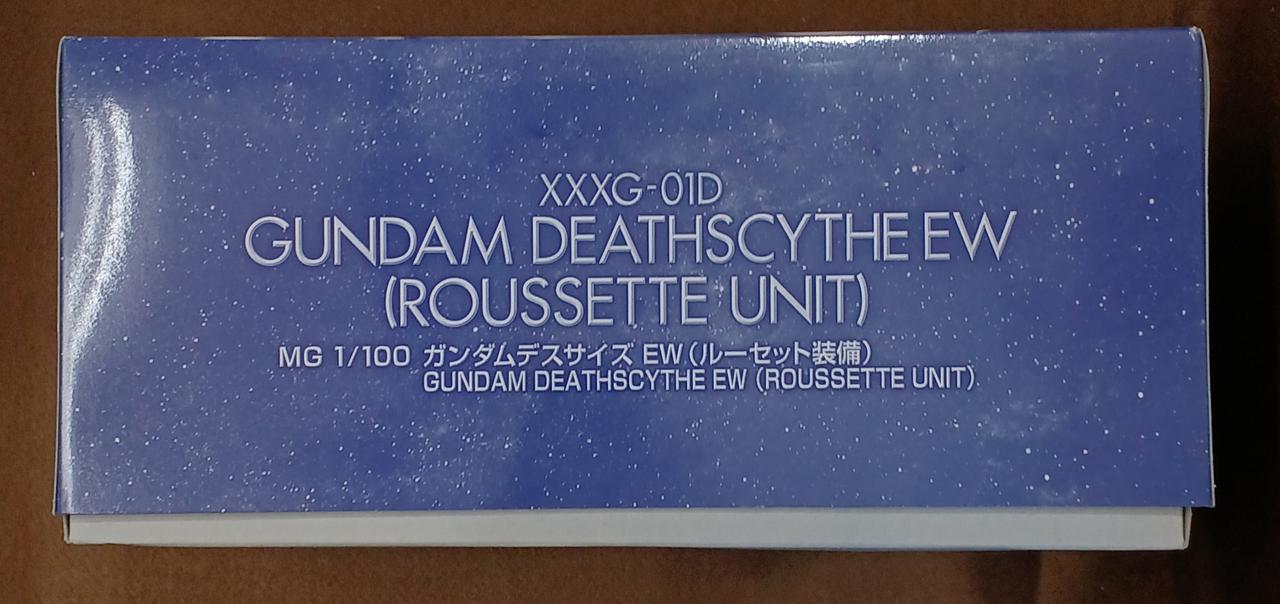 XXXG-01D
GUNDAM DEATHSCYTHE EW
(ROUSSETTE UNIT)
MG 1/100 ガンダムデスサイズ EW(ルーセット装備)
GUNDAM DEATHSCYTHE EW (ROUSSETTE UNIT)